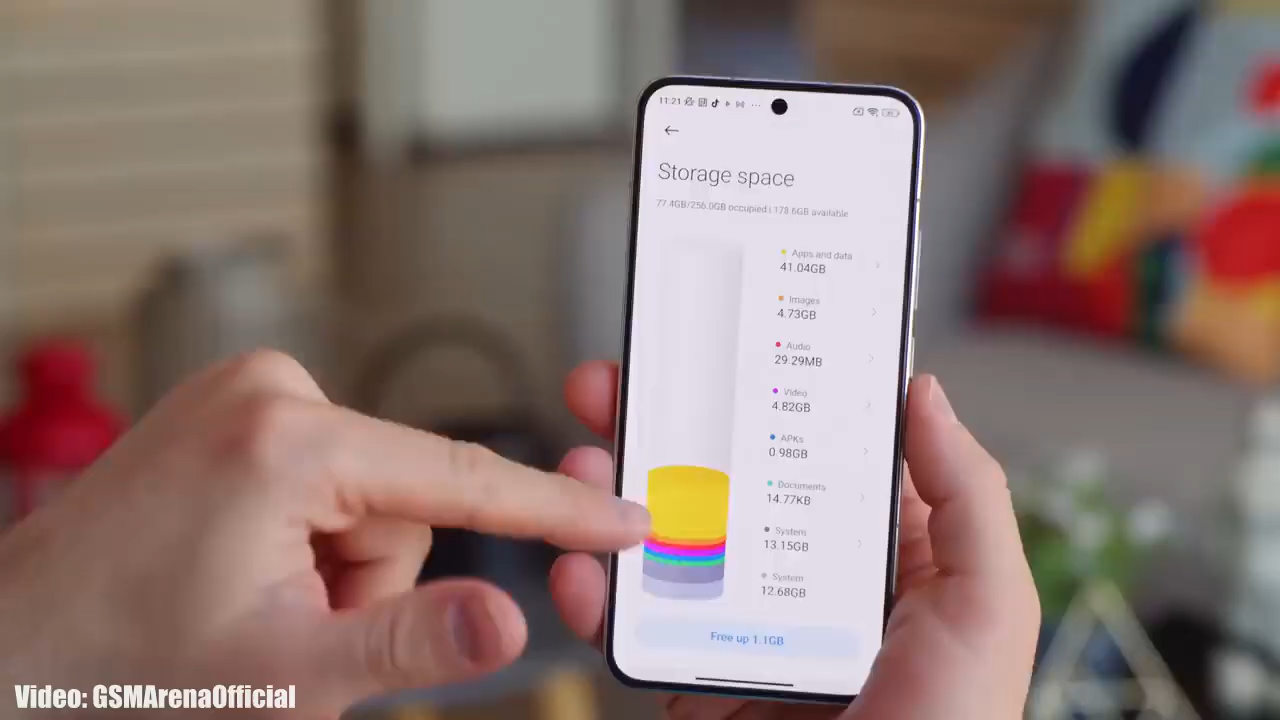 11:21
Storage space
77.4GB/256.0GB occupied | 178.6GB available
Apps and data
41.04GB
Images
4.73GB
Audio
29.29MB
Video
4.82GB
APKs
0.98GB
Documents
14.77KB
System
13.15GB
System
12.68GB
Free up 1.1GB
Video: GSMArenaOfficial